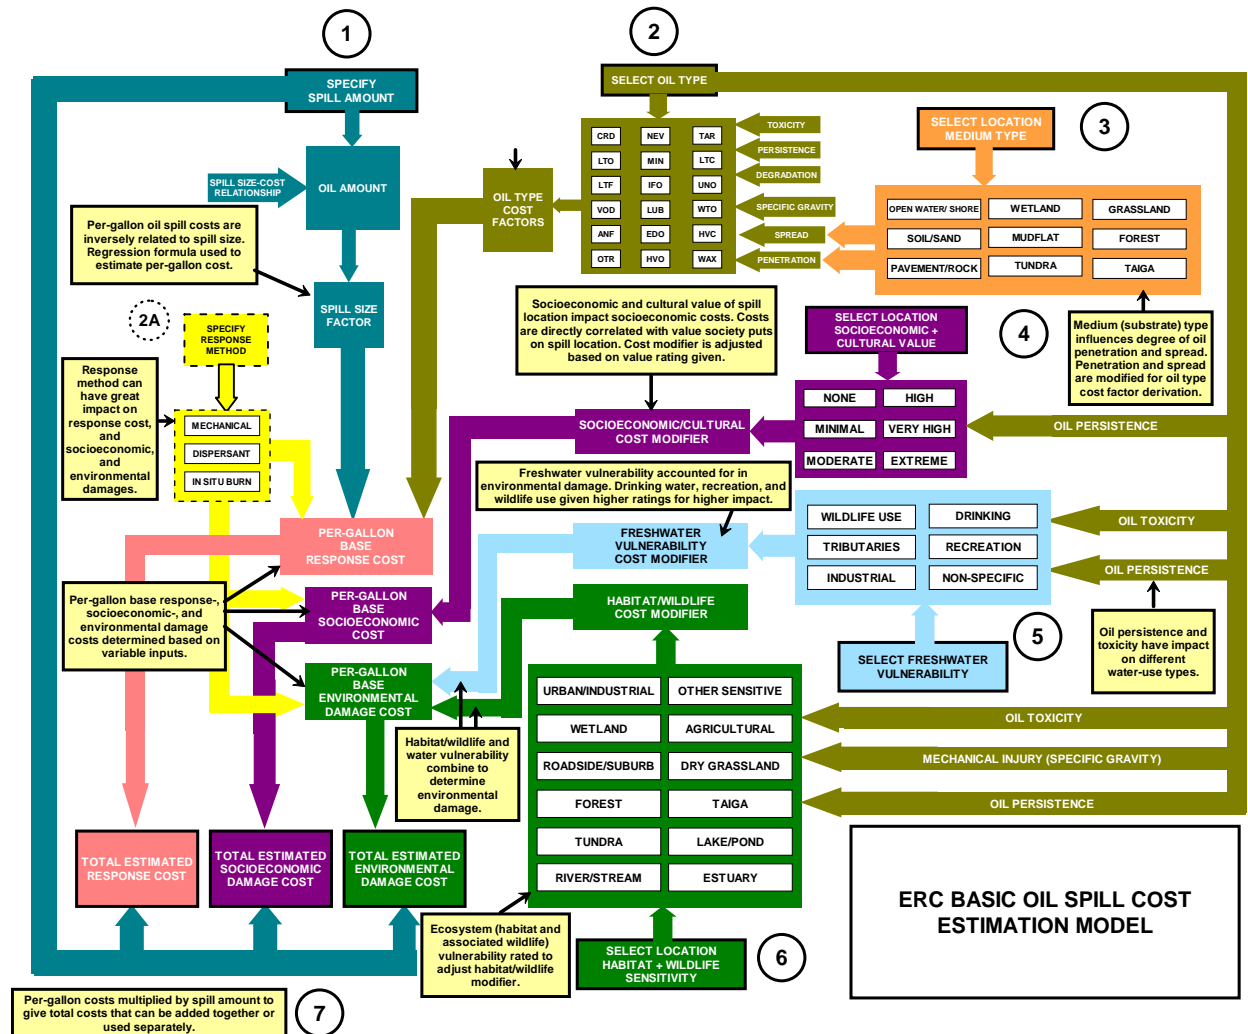 1
SPECIFY
SPILL AMOUNT
SPILL SIZE-COST
RELATIONSHIP
OIL AMOUNT
Per-gallon oil spill costs are
inversely related to spill size.
Regression formula used to
estimate per-gallon cost.
SPILL SIZE
FACTOR
2A
SPECIFY
RESPONSE
METHOD
Response
method can
have great
impact on
response cost,
and
socioeconomic,
and
environmental
damages.
MECHANICAL
DISPERSANT
IN SITU BURN
2
SELECT OIL TYPE
CRD
NEV
TAR
LTO
MIN
LTC
LTF
IFO
UNO
VOD
LUB
WTO
ANF
EDO
HVC
OTR
HVO
WAX
TOXICITY
PERSISTENCE
DEGRADATION
SPECIFIC GRAVITY
SPREAD
PENETRATION
OIL TYPE
COST
FACTORS
3
SELECT LOCATION
MEDIUM TYPE
OPEN WATER/ SHORE
WETLAND
GRASSLAND
SOIL/SAND
MUDFLAT
FOREST
PAVEMENT/ROCK
TUNDRA
TAIGA
Medium (substrate) type
influences degree of oil
penetration and spread.
Penetration and spread
are modified for oil type
cost factor derivation.
Socioeconomic and cultural value of spill
location impact socioeconomic costs. Costs
are directly correlated with value society puts
on spill location. Cost modifier is adjusted
based on value rating given.
4
SELECT LOCATION
SOCIOECONOMIC +
CULTURAL VALUE
NONE
HIGH
MINIMAL
VERY HIGH
MODERATE
EXTREME
OIL PERSISTENCE
SOCIOECONOMIC/CULTURAL
COST MODIFIER
Freshwater vulnerability accounted for in
environmental damage. Drinking water, recreation, and
wildlife use given higher ratings for higher impact.
FRESHWATER
VULNERABILITY
COST MODIFIER
WILDLIFE USE
DRINKING
TRIBUTARIES
RECREATION
INDUSTRIAL
NON-SPECIFIC
OIL TOXICITY
OIL PERSISTENCE
5
SELECT FRESHWATER
VULNERABILITY
Oil persistence and
toxicity have impact
on different
water-use types.
PER-GALLON
BASE
RESPONSE COST
PER-GALLON
BASE
SOCIOECONOMIC
COST
PER-GALLON
BASE
ENVIRONMENTAL
DAMAGE COST
Per-gallon base response-,
socioeconomic-, and
environmental damage
costs determined based on
variable inputs.
HABITAT/WILDLIFE
COST MODIFIER
URBAN/INDUSTRIAL
OTHER SENSITIVE
WETLAND
AGRICULTURAL
ROADSIDE/SUBURB
DRY GRASSLAND
FOREST
TAIGA
TUNDRA
LAKE/POND
RIVER/STREAM
ESTUARY
OIL TOXICITY
MECHANICAL INJURY (SPECIFIC GRAVITY)
OIL PERSISTENCE
Habitat/wildlife and
water vulnerability
combine to
determine
environmental
damage.
TOTAL ESTIMATED
RESPONSE COST
TOTAL ESTIMATED
SOCIOECONOMIC
DAMAGE COST
TOTAL ESTIMATED
ENVIRONMENTAL
DAMAGE COST
Ecosystem (habitat and
associated wildlife)
vulnerability rated to
adjust habitat/wildlife
modifier.
SELECT LOCATION
HABITAT + WILDLIFE
SENSITIVITY
6
ERC BASIC OIL SPILL COST
ESTIMATION MODEL
Per-gallon costs multiplied by spill amount to
give total costs that can be added together or
used separately.
7